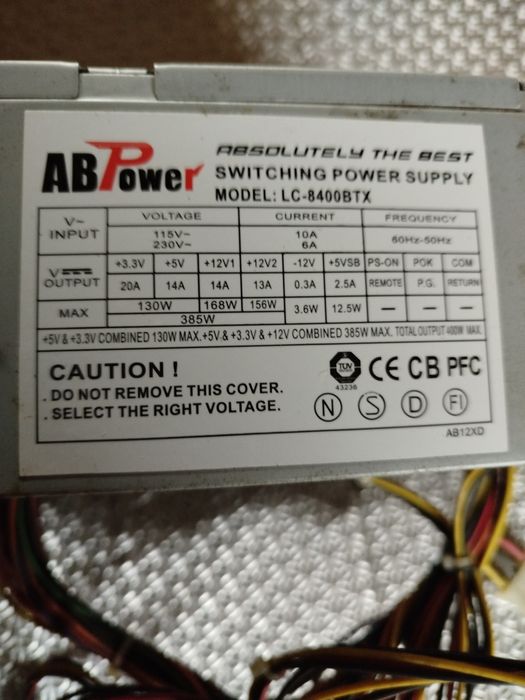 ABPower
ABSOLUTELY THE BEST
SWITCHING POWER SUPPLY
MODEL: LC-8400BTX
V~ INPUT VOLTAGE CURRENT FREQUENCY
115V~ 10A
230V~ 6A
60Hz-50Hz
V OUTPUT +3.3V +5V +12V1 +12V2 -12V +5VSB PS-ON POK COM
20A 14A 14A 13A 0.3A 2.5A REMOTE P.G. RETURN
MAX 130W 168W 156W 3.6W 12.5W — — —
385W
+5V & +3.3V COMBINED 130W MAX.+5V & +3.3V & +12V COMBINED 385W MAX, TOTAL OUTPUT 400W MAX.
CAUTION !
. DO NOT REMOVE THIS COVER.
. SELECT THE RIGHT VOLTAGE.
TUV
43236
CE CB PFC
N S D FI
AB12XD